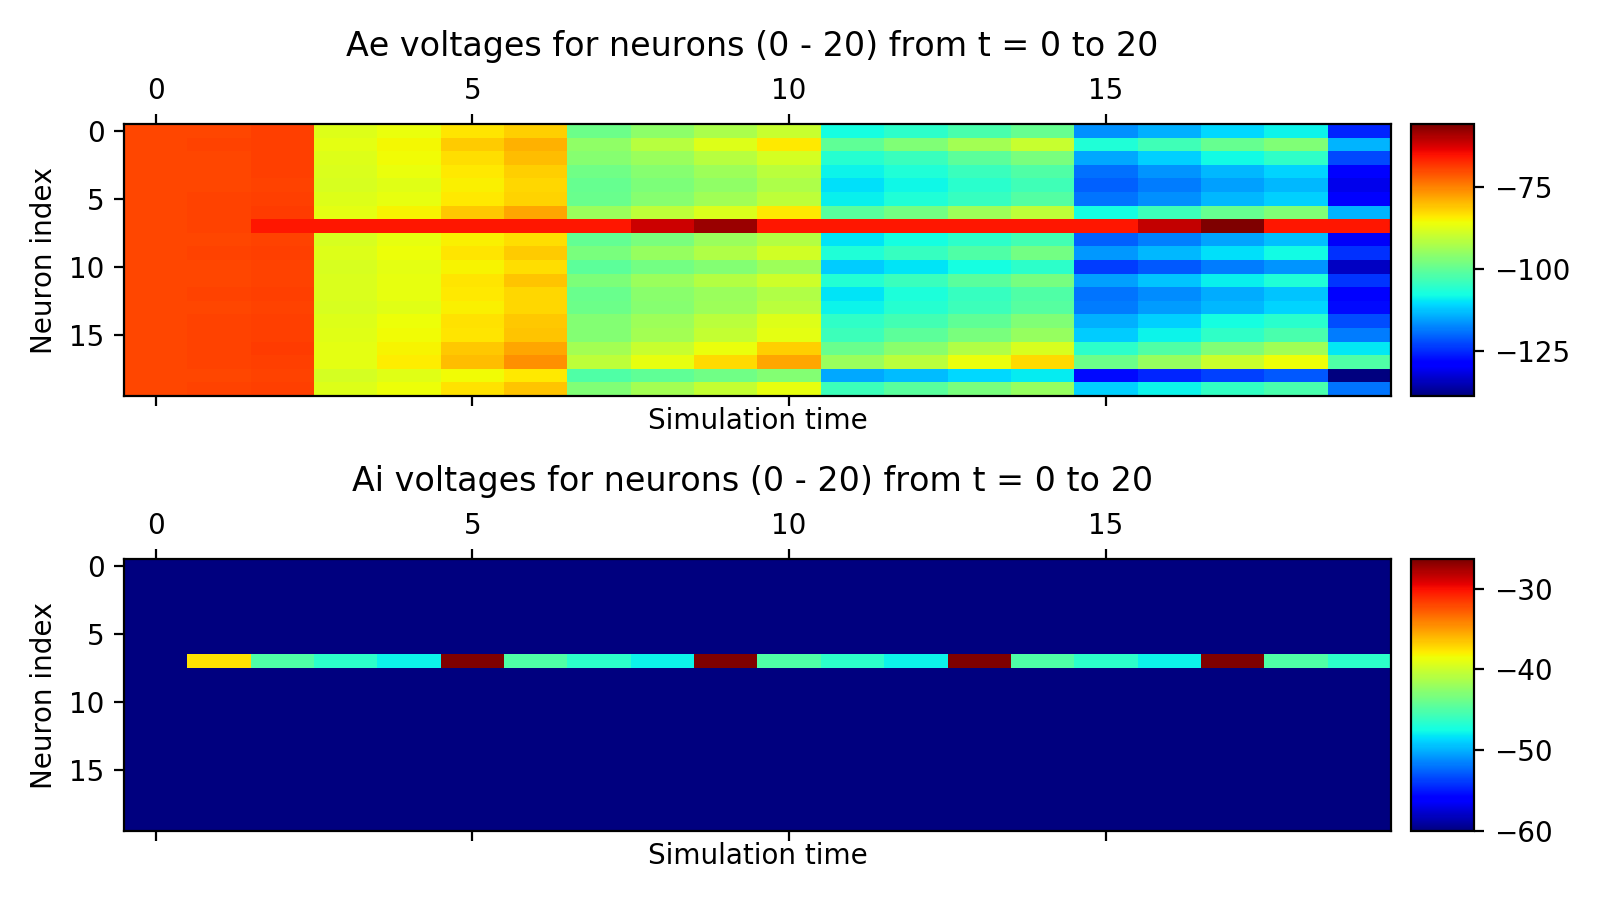 Ae voltages for neurons (0 - 20) from t = 0 to 20
0 5 10 15
Neuron index
0
5
10
15
−75
−100
−125
Simulation time
Ai voltages for neurons (0 - 20) from t = 0 to 20
0 5 10 15
Neuron index
0
5
10
15
−30
−40
−50
−60
Simulation time